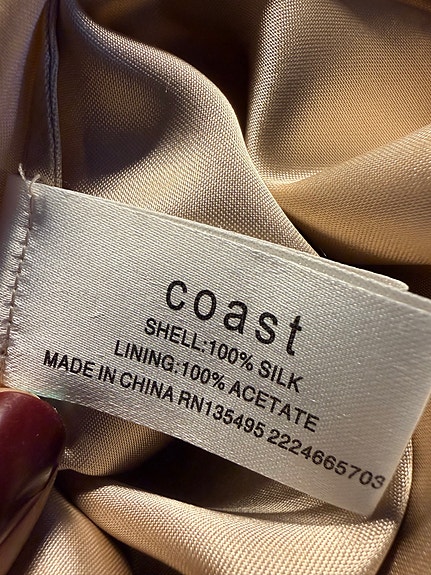 coast
SHELL:100% SILK
LINING:100% ACETATE
MADE IN CHINA RN135495 2224665703